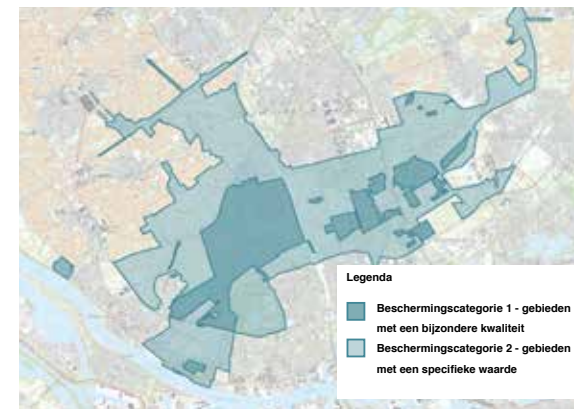 Legenda
Beschermingscategorie 1 - gebieden
met een bijzondere kwaliteit
Beschermingscategorie 2 - gebieden
met een specifieke waarde